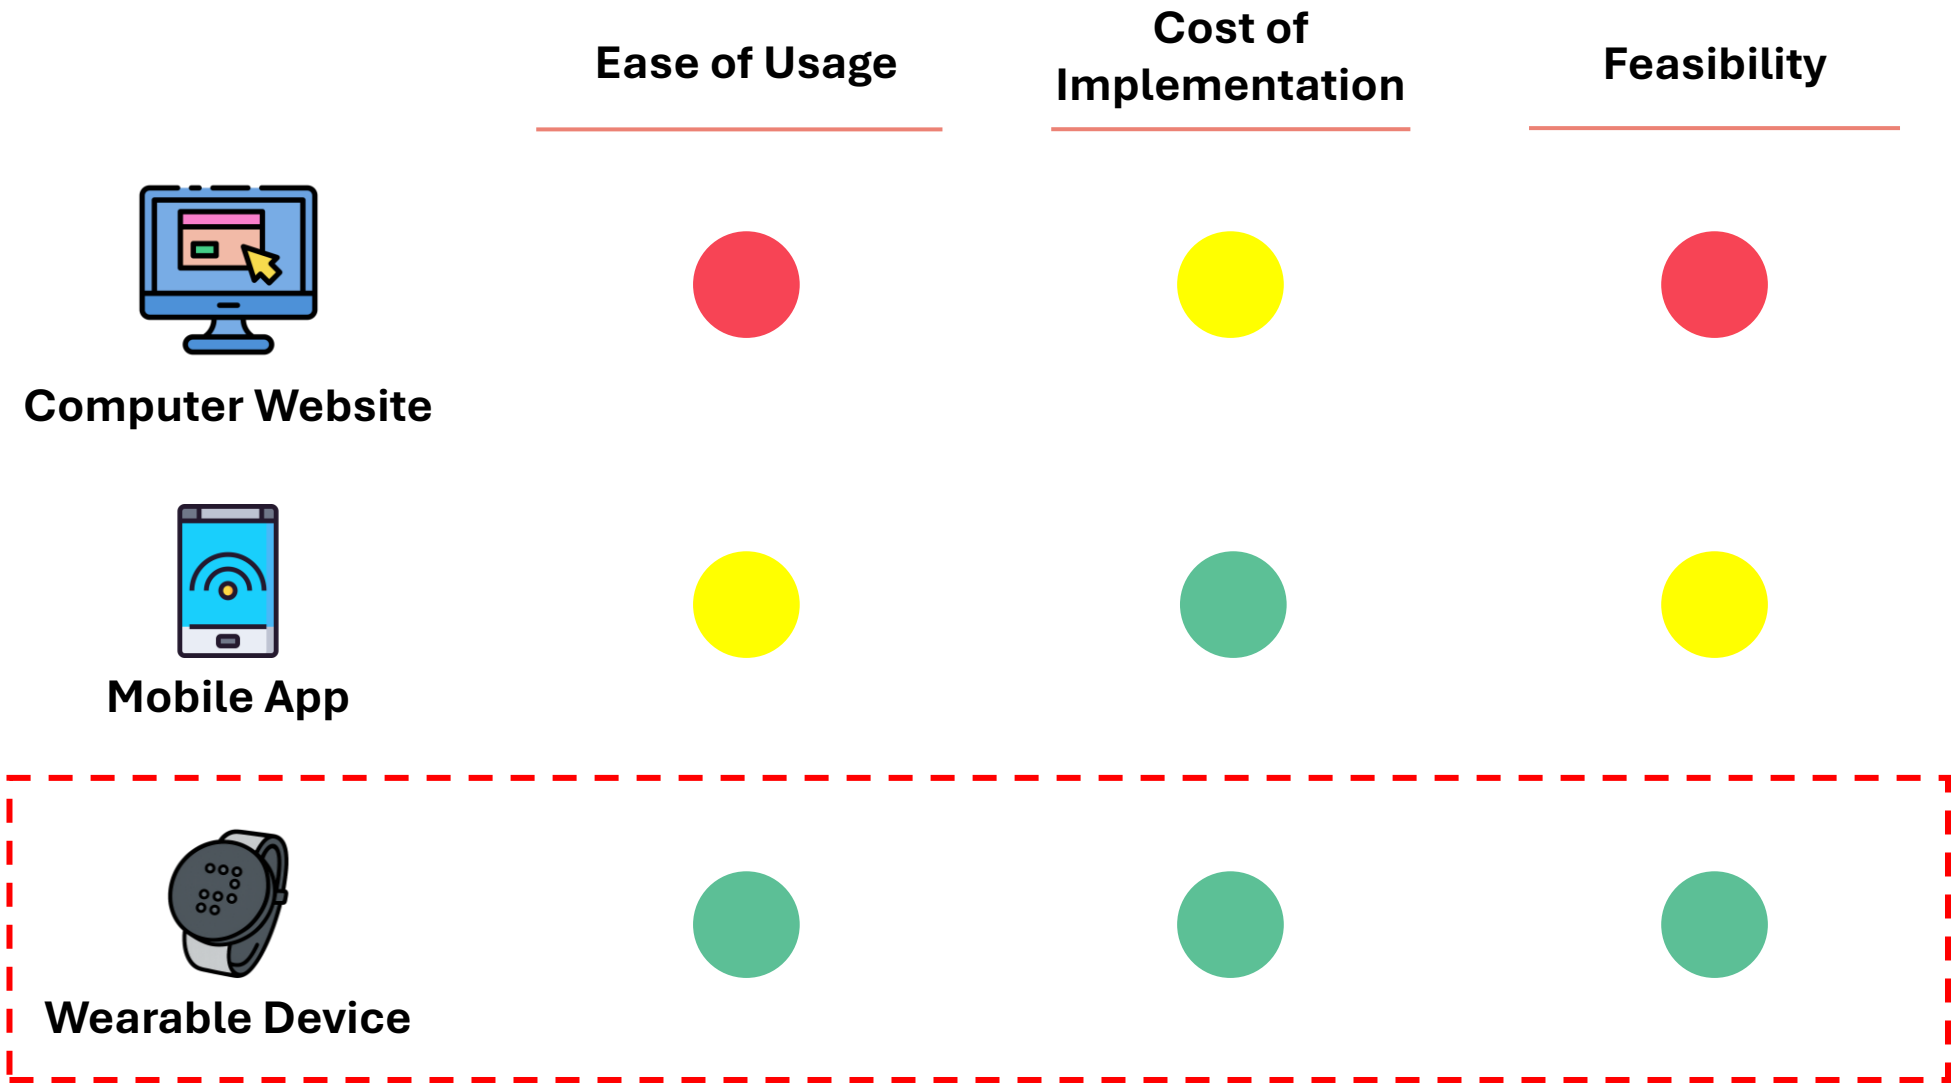 Ease of Usage
Cost of
Implementation
Feasibility
Computer Website
Mobile App
Wearable Device